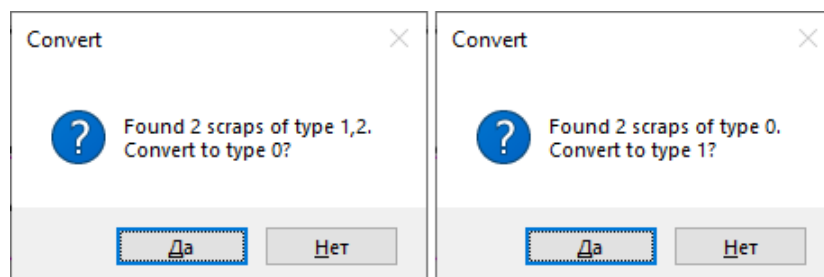 Convert
Found 2 scraps of type 1,2.
Convert to type 0?
Да
Нет
Convert
Found 2 scraps of type 0.
Convert to type 1?
Да
Нет